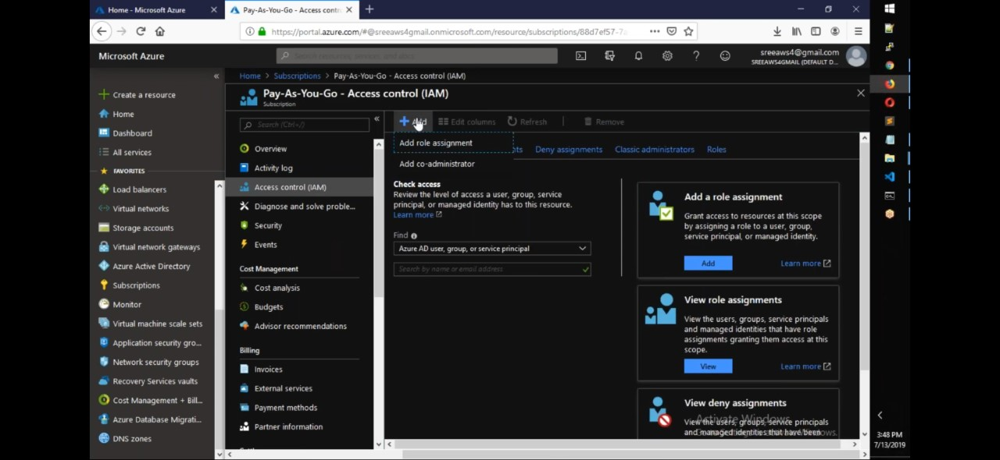 Home - Microsoft Azure
Pay-As-You-Go - Access contr
https://portal.azure.com/#@sreeaws4gmail.onmicrosoft.com/resource/subscriptions/88d7ef57-7a
Microsoft Azure
Search resources, services, and docs
sreeaws4@gmail.com
SREEAWS4GMAIL (DEFAULT D...
Home > Subscriptions > Pay-As-You-Go - Access control (IAM)
Pay-As-You-Go - Access control (IAM)
Subscription
Create a resource
Home
Dashboard
All services
FAVORITES
Load balancers
Virtual networks
Storage accounts
Virtual network gateways
Azure Active Directory
Subscriptions
Monitor
Virtual machine scale sets
Application security gro...
Network security groups
Recovery Services vaults
Cost Management + Bill...
Azure Database Migrati...
DNS zones
Search (Ctrl+/)
Overview
Activity log
Access control (IAM)
Diagnose and solve proble...
Security
Events
Cost Management
Cost analysis
Budgets
Advisor recommendations
Billing
Invoices
External services
Payment methods
Partner information
Add
Edit columns
Refresh
Remove
Add role assignment
Add co-administrator
nts
Deny assignments
Classic administrators
Roles
Check access
Review the level of access a user, group, service
principal, or managed identity has to this resource.
Learn more
Find
Azure AD user, group, or service principal
Search by name or email address
Add a role assignment
Grant access to resources at this scope
by assigning a role to a user, group,
service principal, or managed identity.
Add
Learn more
View role assignments
View the users, groups, service principals
and managed identities that have role
assignments granting them access at this
scope.
View
Learn more
View deny assignments
View the users, groups, service principals
and managed identities that have been
Activate Windows
3:48 PM
7/13/2019